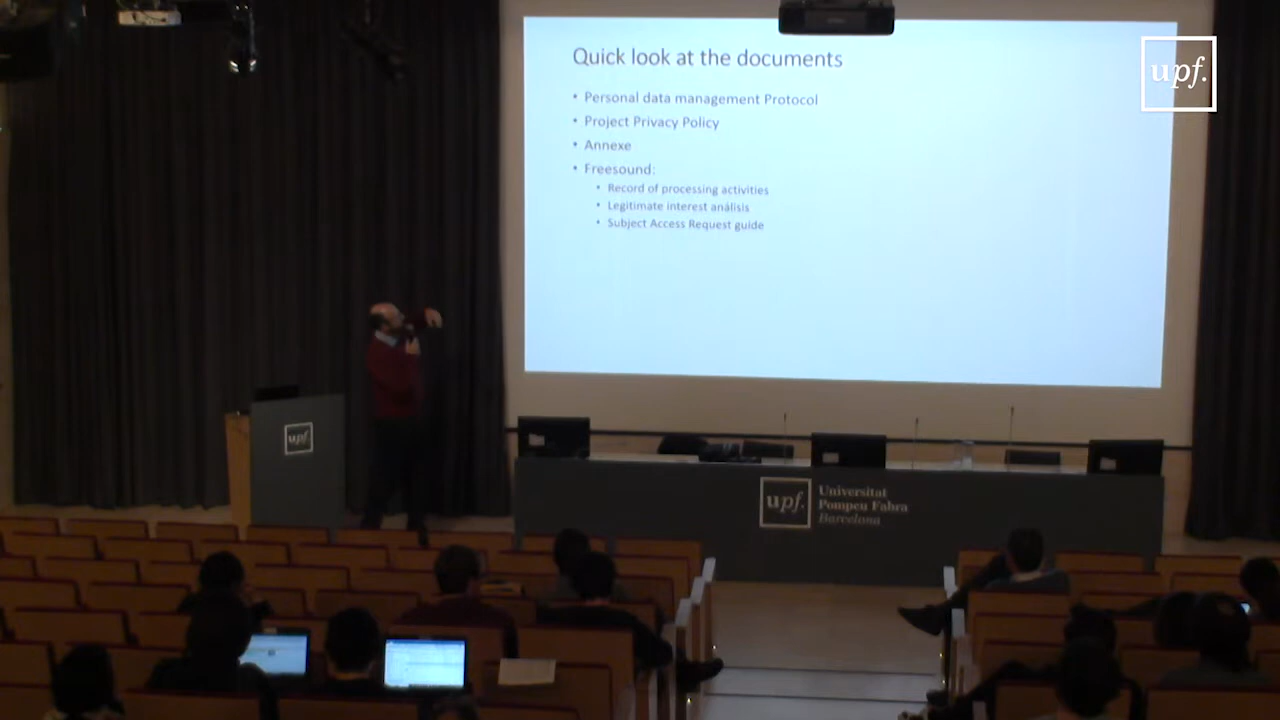 Quick look at the documents
• Personal data management Protocol
• Project Privacy Policy
• Annexe
• Freesound:
• Record of processing activities
• Legitimate interest análisis
• Subject Access Request guide
upf.
upf.
upf.
Universitat
Pompeu Fabra
Barcelona